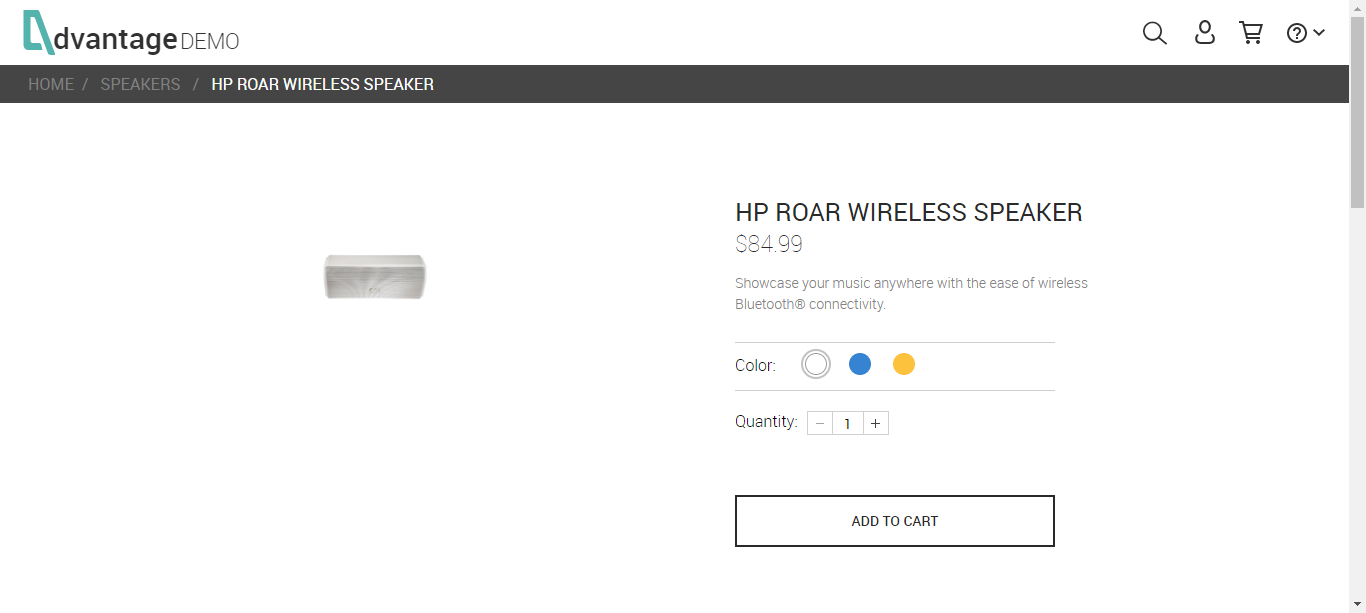 dvantage DEMO
HOME / SPEAKERS / HP ROAR WIRELESS SPEAKER
HP ROAR WIRELESS SPEAKER
$84.99
Showcase your music anywhere with the ease of wireless
Bluetooth® connectivity.
Color:
Quantity: − 1 +
ADD TO CART